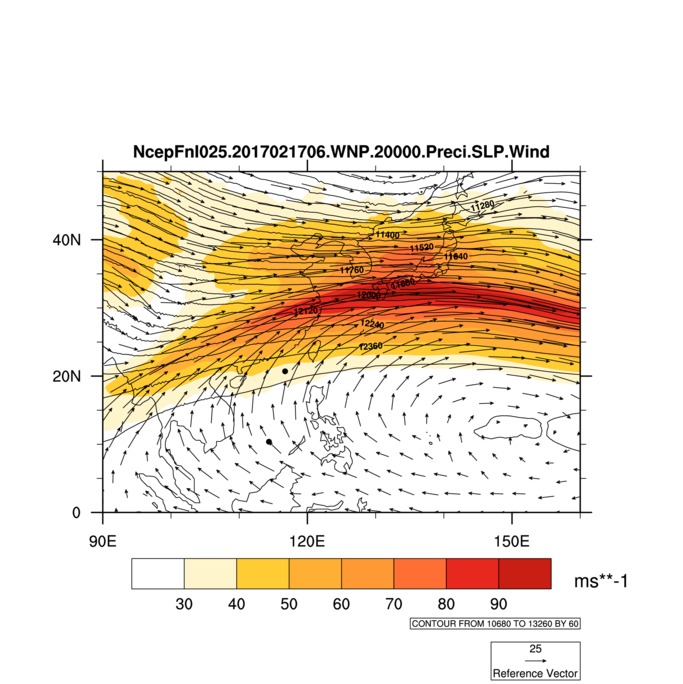 NcepFnl025.2017021706.WNP.20000.Preci.SLP.Wind
11280
11400
11520
11640
11760
11880
12000
12120
12240
12360
40N
20N
0
90E 120E 150E
30 40 50 60 70 80 90
ms**-1
CONTOUR FROM 10680 TO 13260 BY 60
25
Reference Vector